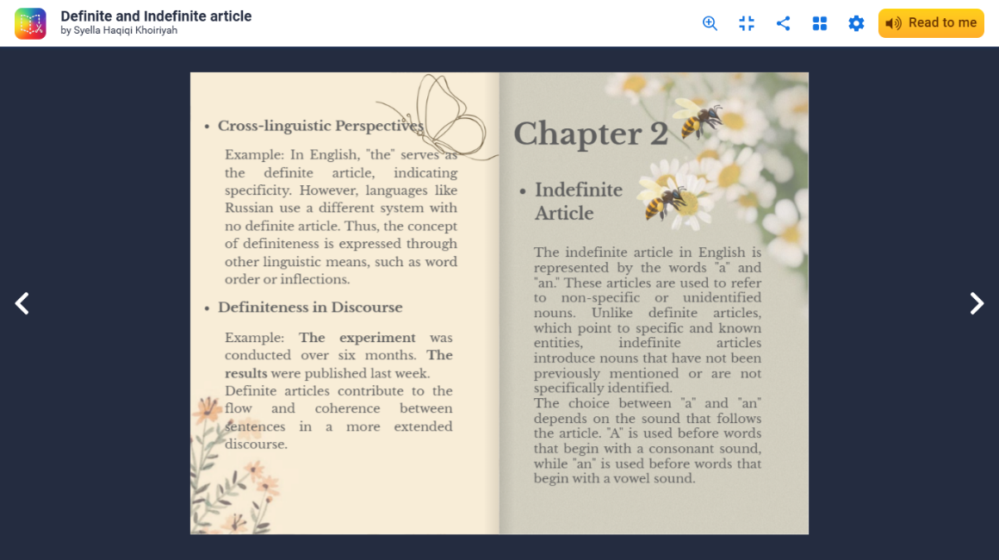 Definite and Indefinite article
by Syella Haqiqi Khoiriyah
Read to me
• Cross-linguistic Perspectives
Example: In English, "the" serves as
the definite article, indicating
specificity. However, languages like
Russian use a different system with
no definite article. Thus, the concept
of definiteness is expressed through
other linguistic means, such as word
order or inflections.
• Definiteness in Discourse
Example: The experiment was
conducted over six months. The
results were published last week.
Definite articles contribute to the
flow and coherence between
sentences in a more extended
discourse.
Chapter 2
• Indefinite
Article
The indefinite article in English is
represented by the words "a" and
"an." These articles are used to refer
to non-specific or unidentified
nouns. Unlike definite articles,
which point to specific and known
entities, indefinite articles
introduce nouns that have not been
previously mentioned or are not
specifically identified.
The choice between "a" and "an"
depends on the sound that follows
the article. "A" is used before words
that begin with a consonant sound,
while "an" is used before words that
begin with a vowel sound.